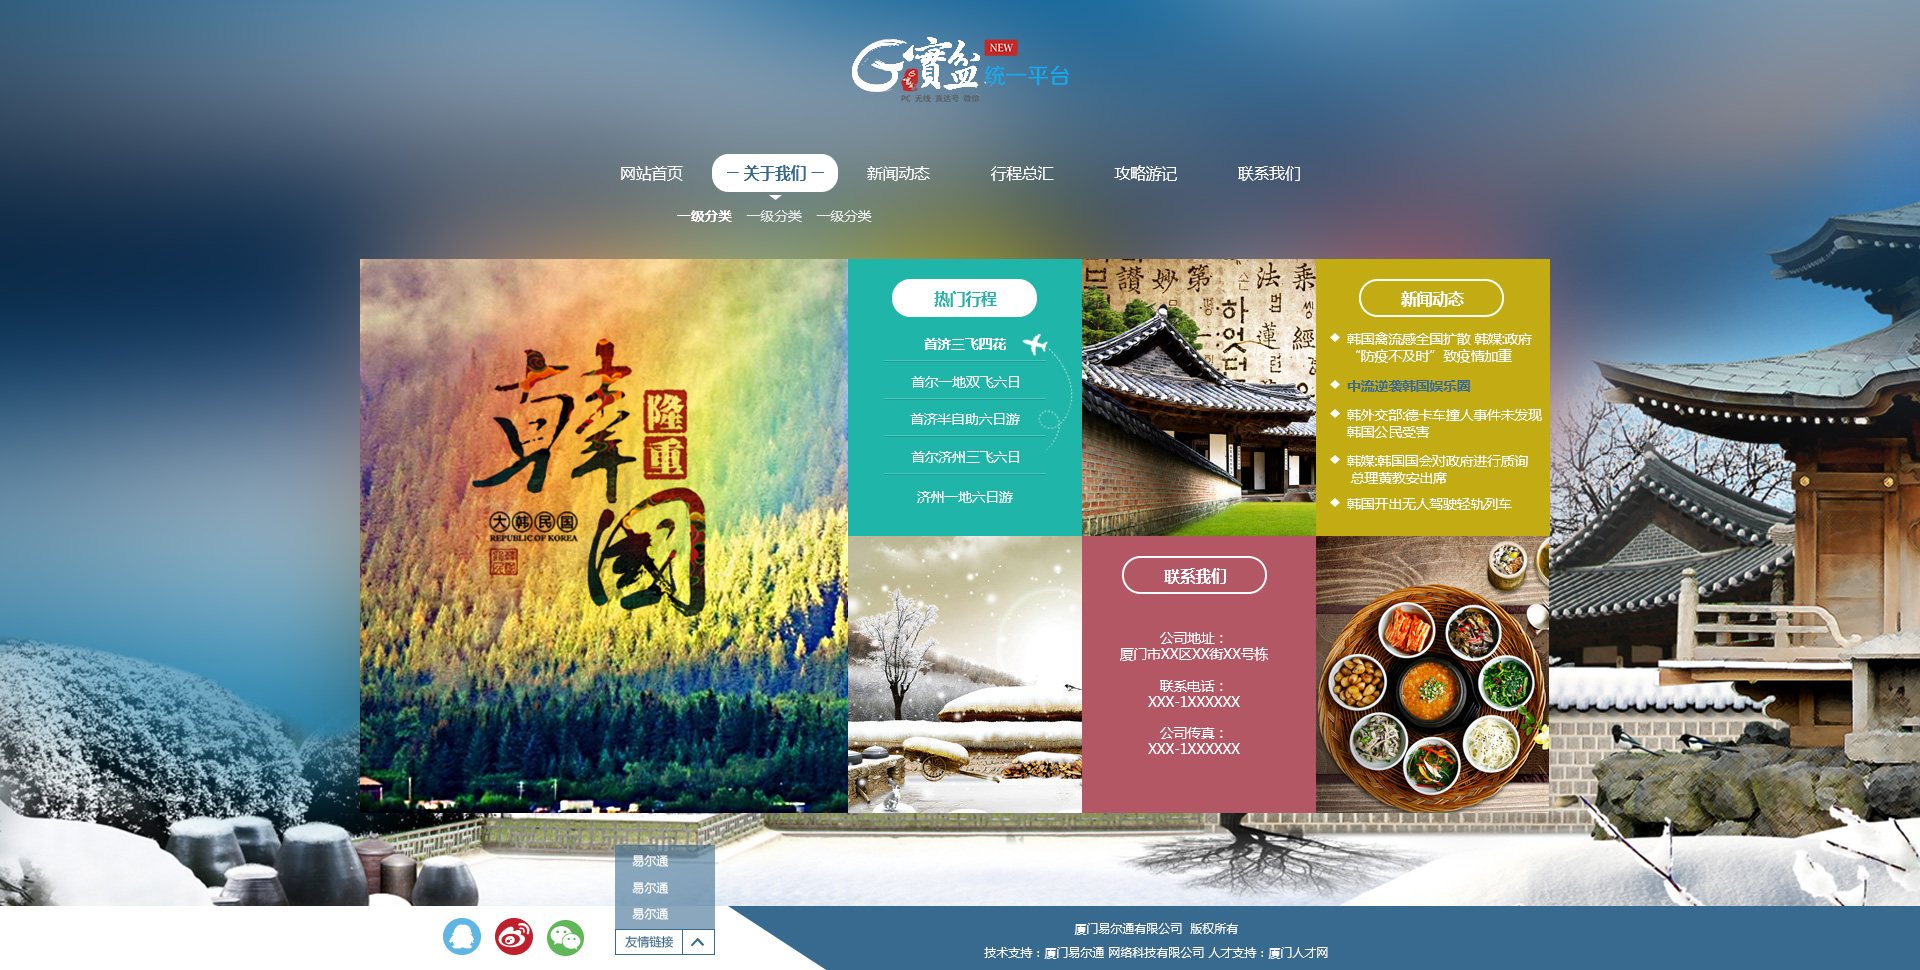 G寶盆
NEW
统一平台
PC 无线 直达号 微信
网站首页
一 关于我们 一
新闻动态
行程总汇
攻略游记
联系我们
一级分类 一级分类 一级分类
隆重
韓國
大韩民国
REPUBLIC OF KOREA
热门行程
首济三飞四花
首尔一地双飞六日
首济半自助六日游
首尔济州三飞六日
济州一地六日游
讚 妙 第 法 乘
蓮 經
新闻动态
韩国禽流感全国扩散 韩媒:政府
“防疫不及时”致疫情加重
中流逆袭韩国娱乐圈
韩外交部:德卡车撞人事件未发现
韩国公民受害
韩媒:韩国国会对政府进行质询
总理黄教安出席
韩国开出无人驾驶轻轨列车
联系我们
公司地址：
厦门市XX区XX街XX号栋
联系电话：
XXX-1XXXXXX
公司传真：
XXX-1XXXXXX
易尔通
易尔通
易尔通
友情链接
厦门易尔通有限公司 版权所有
技术支持：厦门易尔通 网络科技有限公司 人才支持：厦门人才网